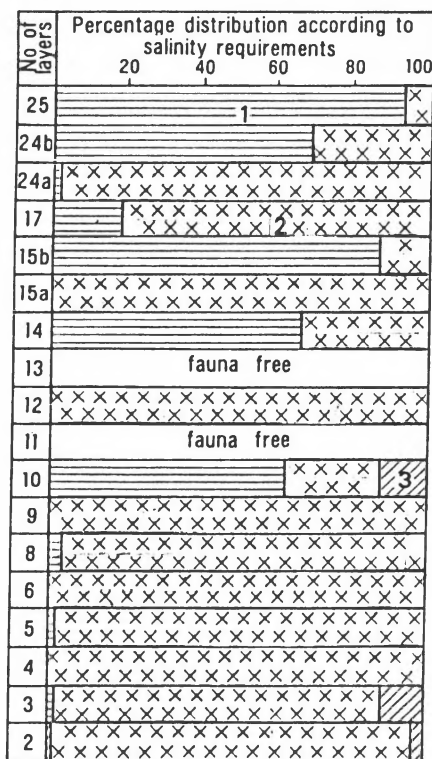 No of layers
Percentage distribution according to
salinity requirements
20 40 60 80 100
25 1
24b
24a
17 2
15b
15a
14
13 fauna free
12
11 fauna free
10 3
9
8
6
5
4
3
2